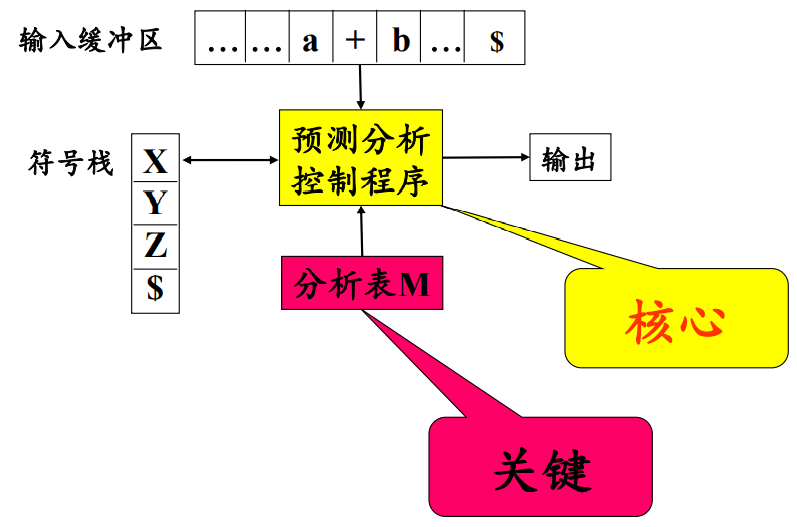 输入缓冲区 …… a + b … $
符号栈
X
Y
Z
$
预测分析
控制程序
输出
分析表M
核心
关键